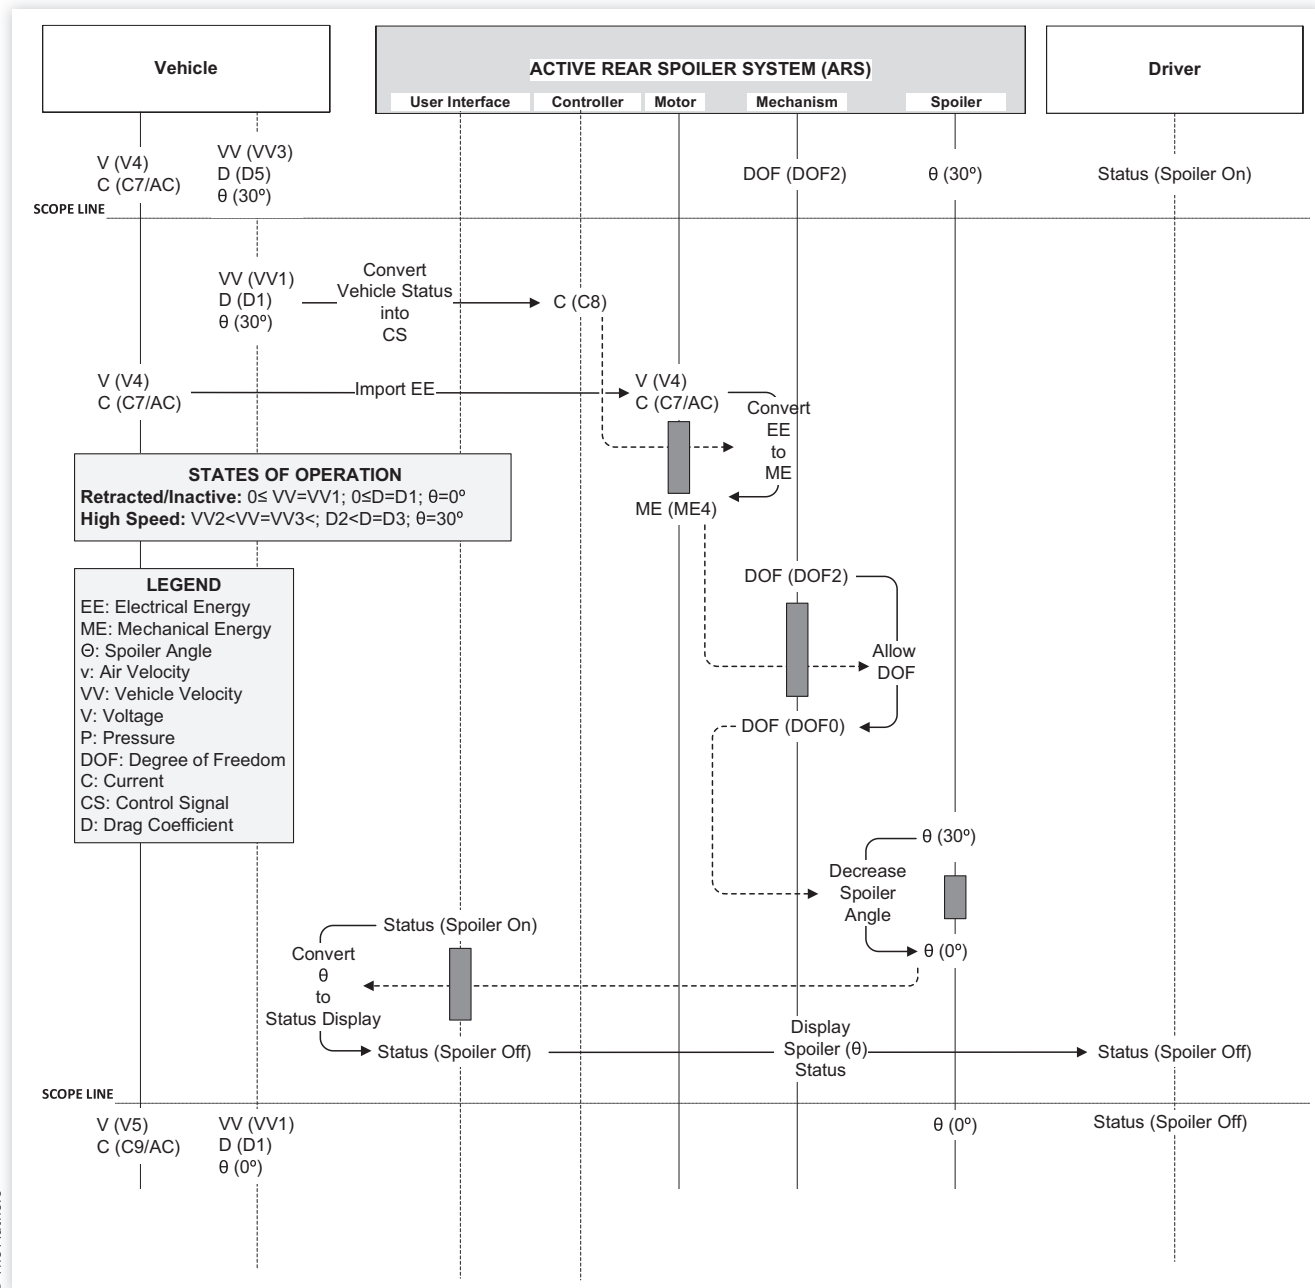 Vehicle
ACTIVE REAR SPOILER SYSTEM (ARS)
Driver
User Interface
Controller
Motor
Mechanism
Spoiler
V (V4)
C (C7/AC)
VV (VV3)
D (D5)
θ (30º)
DOF (DOF2)
θ (30º)
Status (Spoiler On)
SCOPE LINE
VV (VV1)
D (D1)
θ (30º)
Convert
Vehicle Status
into
CS
C (C8)
V (V4)
C (C7/AC)
Import EE
V (V4)
C (C7/AC)
Convert
EE
to
ME
ME (ME4)
STATES OF OPERATION
Retracted/Inactive: 0≤ VV=VV1; 0≤D=D1; θ=0º
High Speed: VV2<VV=VV3<; D2<D=D3; θ=30º
LEGEND
EE: Electrical Energy
ME: Mechanical Energy
Θ: Spoiler Angle
v: Air Velocity
VV: Vehicle Velocity
V: Voltage
P: Pressure
DOF: Degree of Freedom
C: Current
CS: Control Signal
D: Drag Coefficient
DOF (DOF2)
Allow
DOF
DOF (DOF0)
θ (30º)
Decrease
Spoiler
Angle
θ (0º)
Status (Spoiler On)
Convert
θ
to
Status Display
Status (Spoiler Off)
Display
Spoiler (θ)
Status
Status (Spoiler Off)
SCOPE LINE
V (V5)
C (C9/AC)
VV (VV1)
D (D1)
θ (0º)
θ (0º)
Status (Spoiler Off)